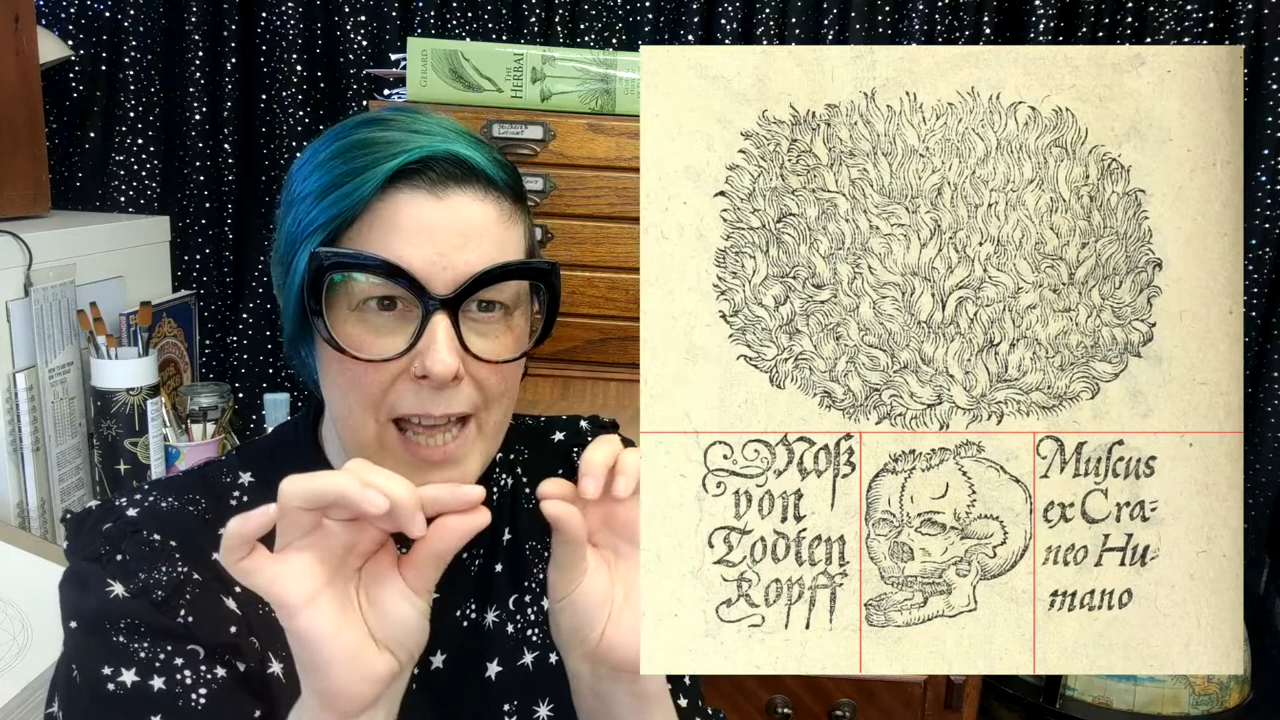 GERARD
THE
HERBAL
Moß
von
Todten
Kopff
Muſcus
ex Cra=
neo Hu-
mano